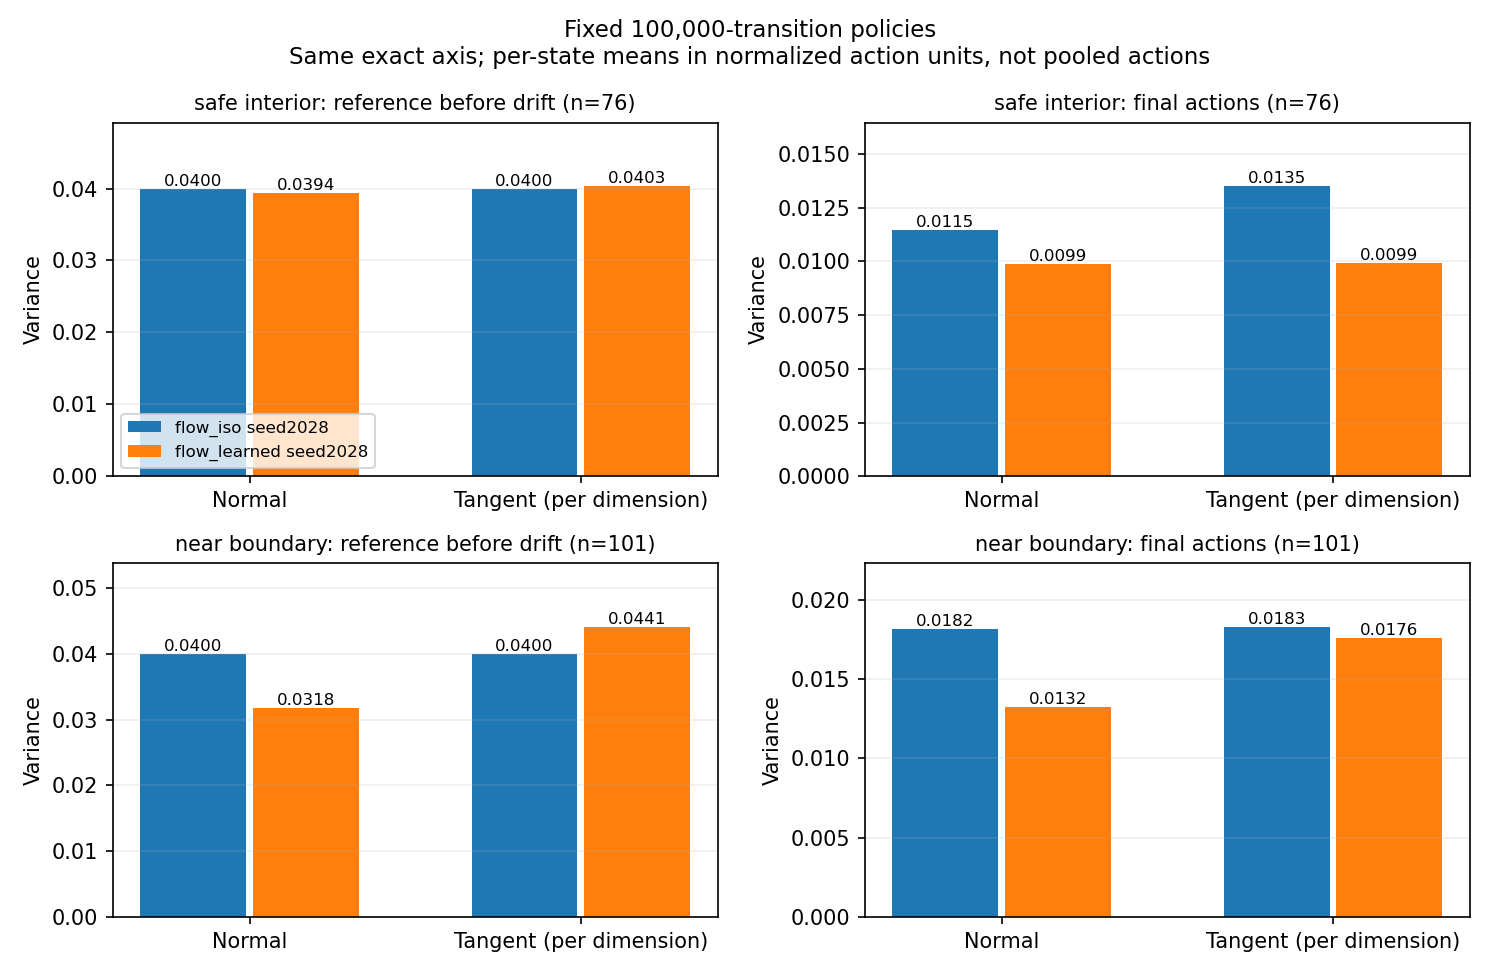 Fixed 100,000-transition policies
Same exact axis; per-state means in normalized action units, not pooled actions
safe interior: reference before drift (n=76)
Variance
0.04
0.03
0.02
0.01
0.00
0.0400
0.0394
0.0400
0.0403
flow_iso seed2028
flow_learned seed2028
Normal
Tangent (per dimension)
safe interior: final actions (n=76)
Variance
0.0150
0.0125
0.0100
0.0075
0.0050
0.0025
0.0000
0.0115
0.0099
0.0135
0.0099
Normal
Tangent (per dimension)
near boundary: reference before drift (n=101)
Variance
0.05
0.04
0.03
0.02
0.01
0.00
0.0400
0.0318
0.0400
0.0441
Normal
Tangent (per dimension)
near boundary: final actions (n=101)
Variance
0.020
0.015
0.010
0.005
0.000
0.0182
0.0132
0.0183
0.0176
Normal
Tangent (per dimension)